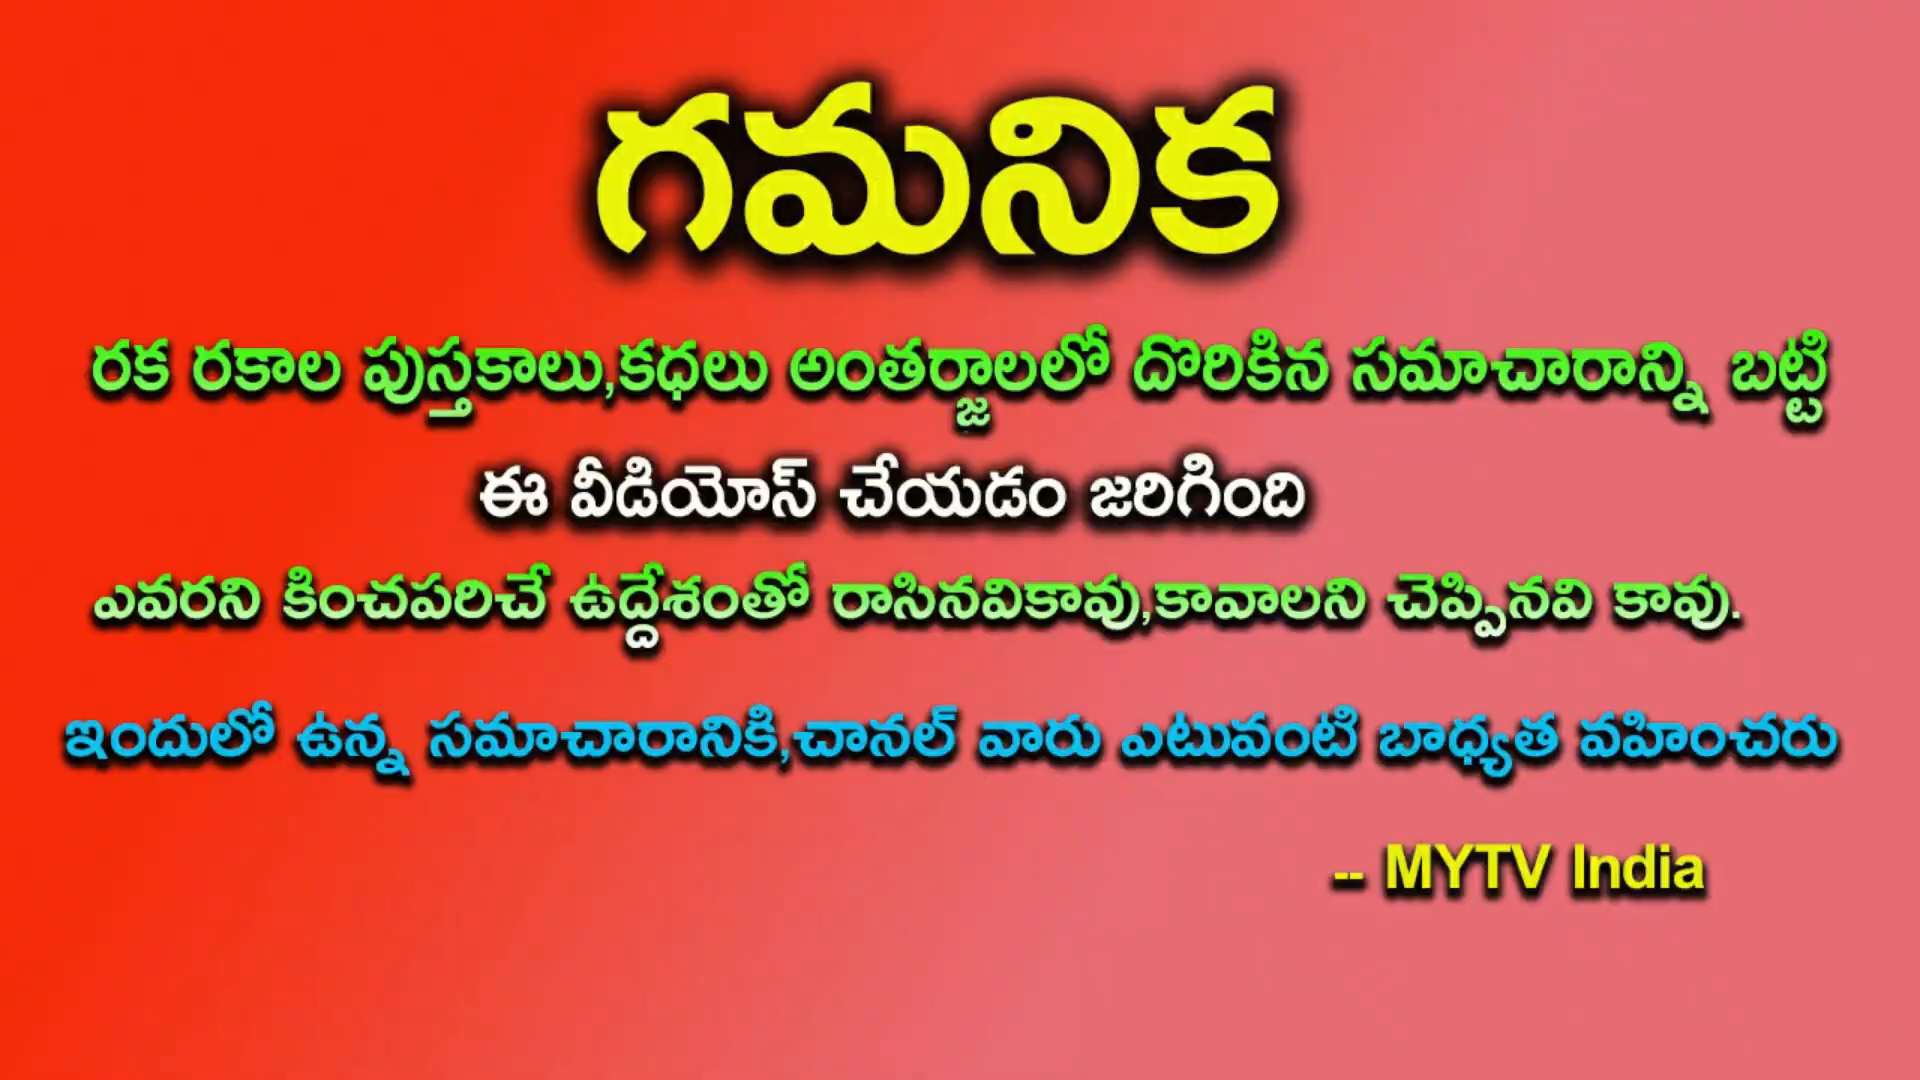 గమనిక
రక రకాల పుస్తకాలు,కధలు అంతర్జాలలో దొరికిన సమాచారాన్ని బట్టి
ఈ వీడియోస్ చేయడం జరిగింది
ఎవరని కించపరిచే ఉద్దేశంతో రాసినవికావు,కావాలని చెప్పినవి కావు.
ఇందులో ఉన్న సమాచారానికి,చానల్ వారు ఎటువంటి బాధ్యత వహించరు
-- MYTV India